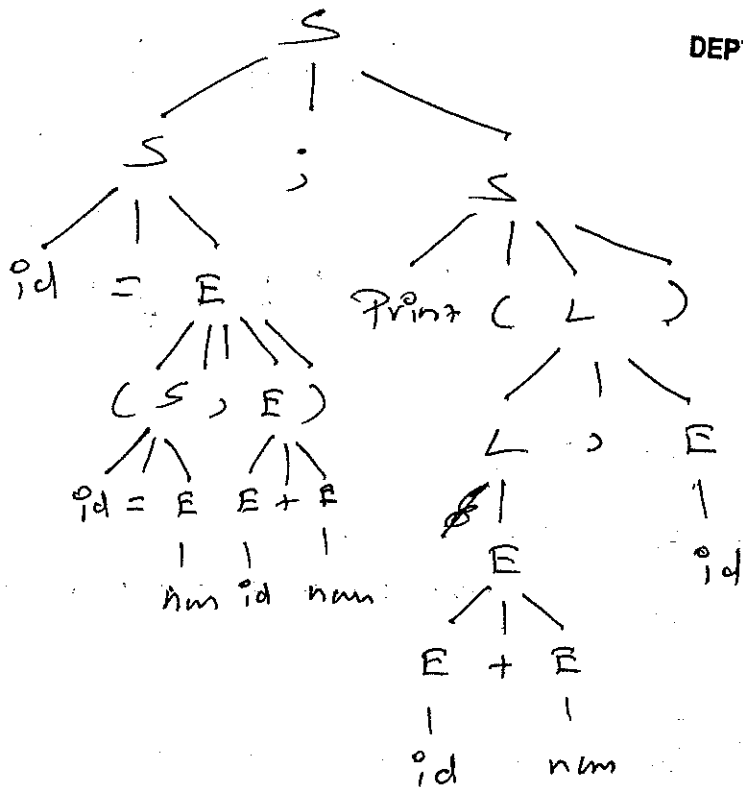 S
DEP
S ; S
id = E Print ( L )
( S , E ) L , E
id = E E + E E id
num id num
E + E
id num